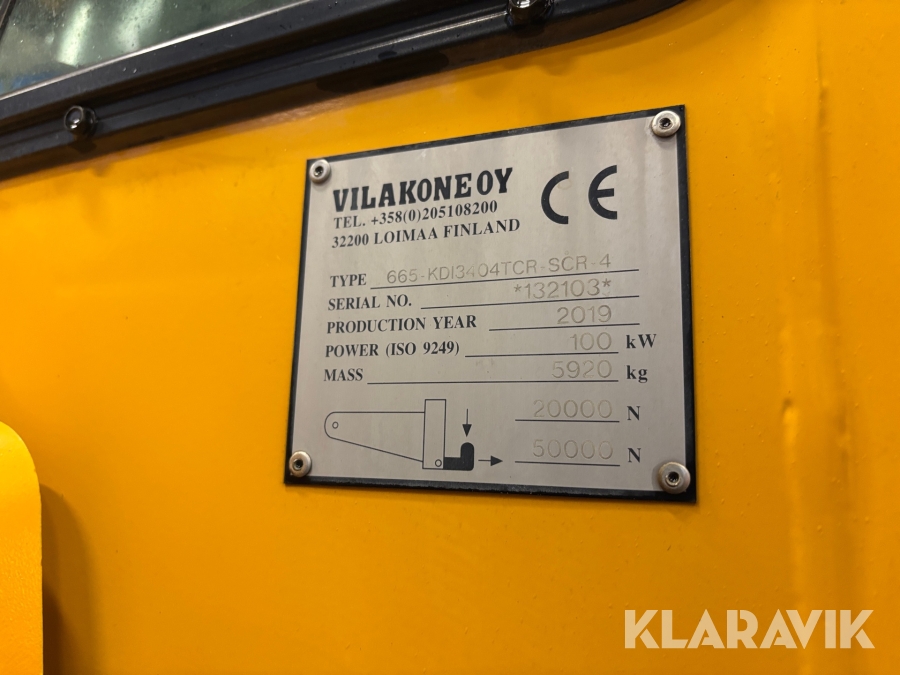 VILAKONE OY
TEL. +358(0)205108200
32200 LOIMAA FINLAND
CE
TYPE 665-KDI3404TCR-SCR-4
SERIAL NO. *132103*
PRODUCTION YEAR 2019
POWER (ISO 9249) 100 kW
MASS 5920 kg
20000 N
50000 N
KLARAVIK